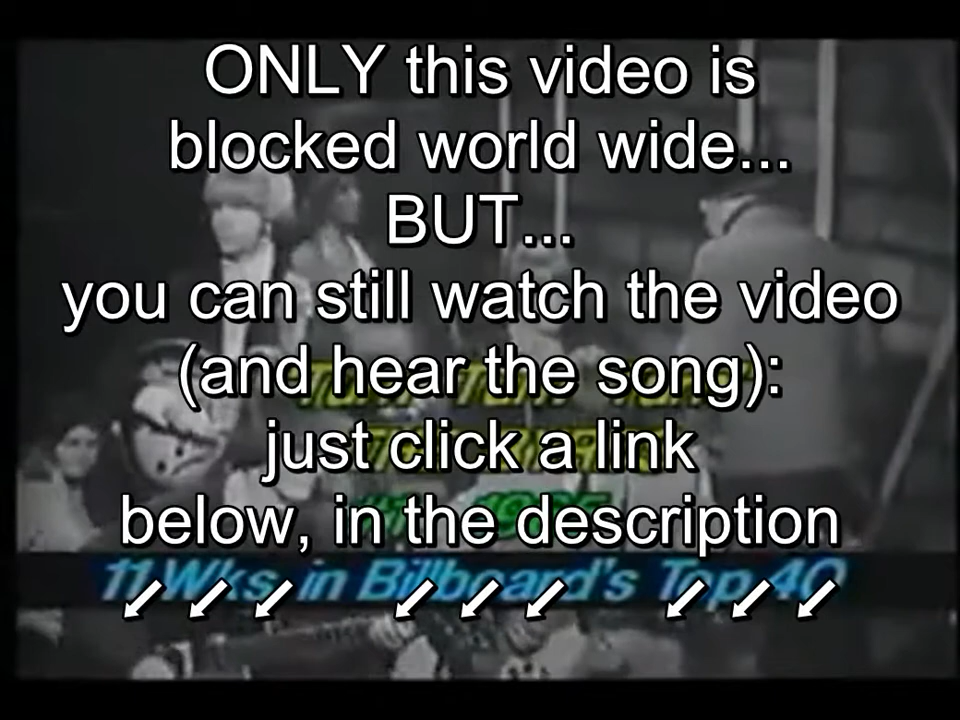 ONLY this video is
blocked world wide...
BUT...
you can still watch the video
(and hear the song):
just click a link
below, in the description
11 Wks in Billboard's Top 40